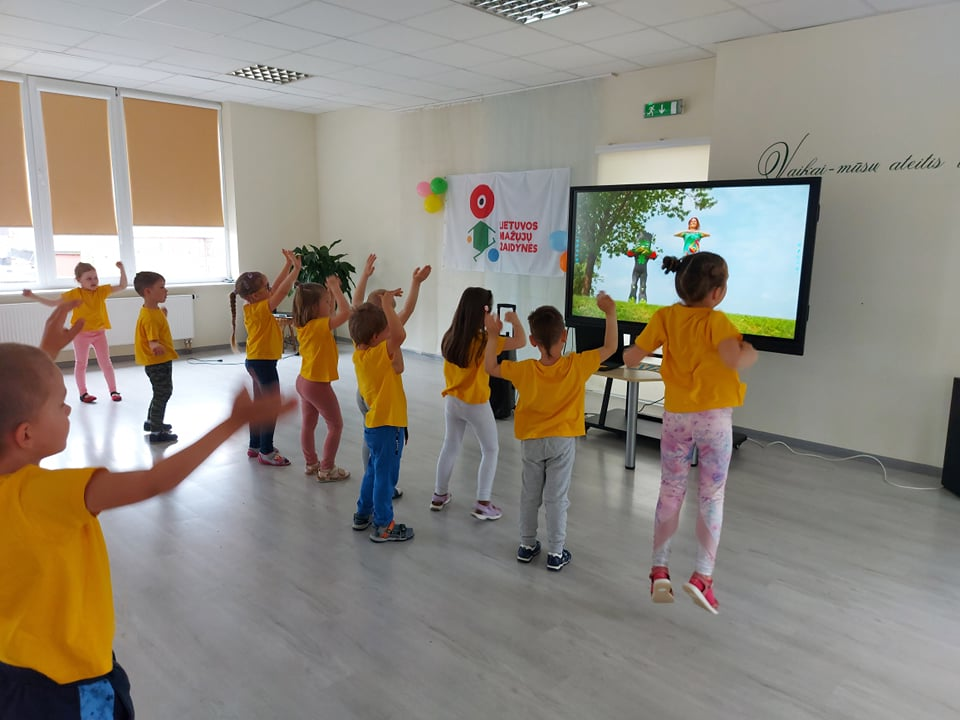 LIETUVOS
MAŽŲJŲ
ŽAIDYNĖS
Vaikai-mūsų ateitis